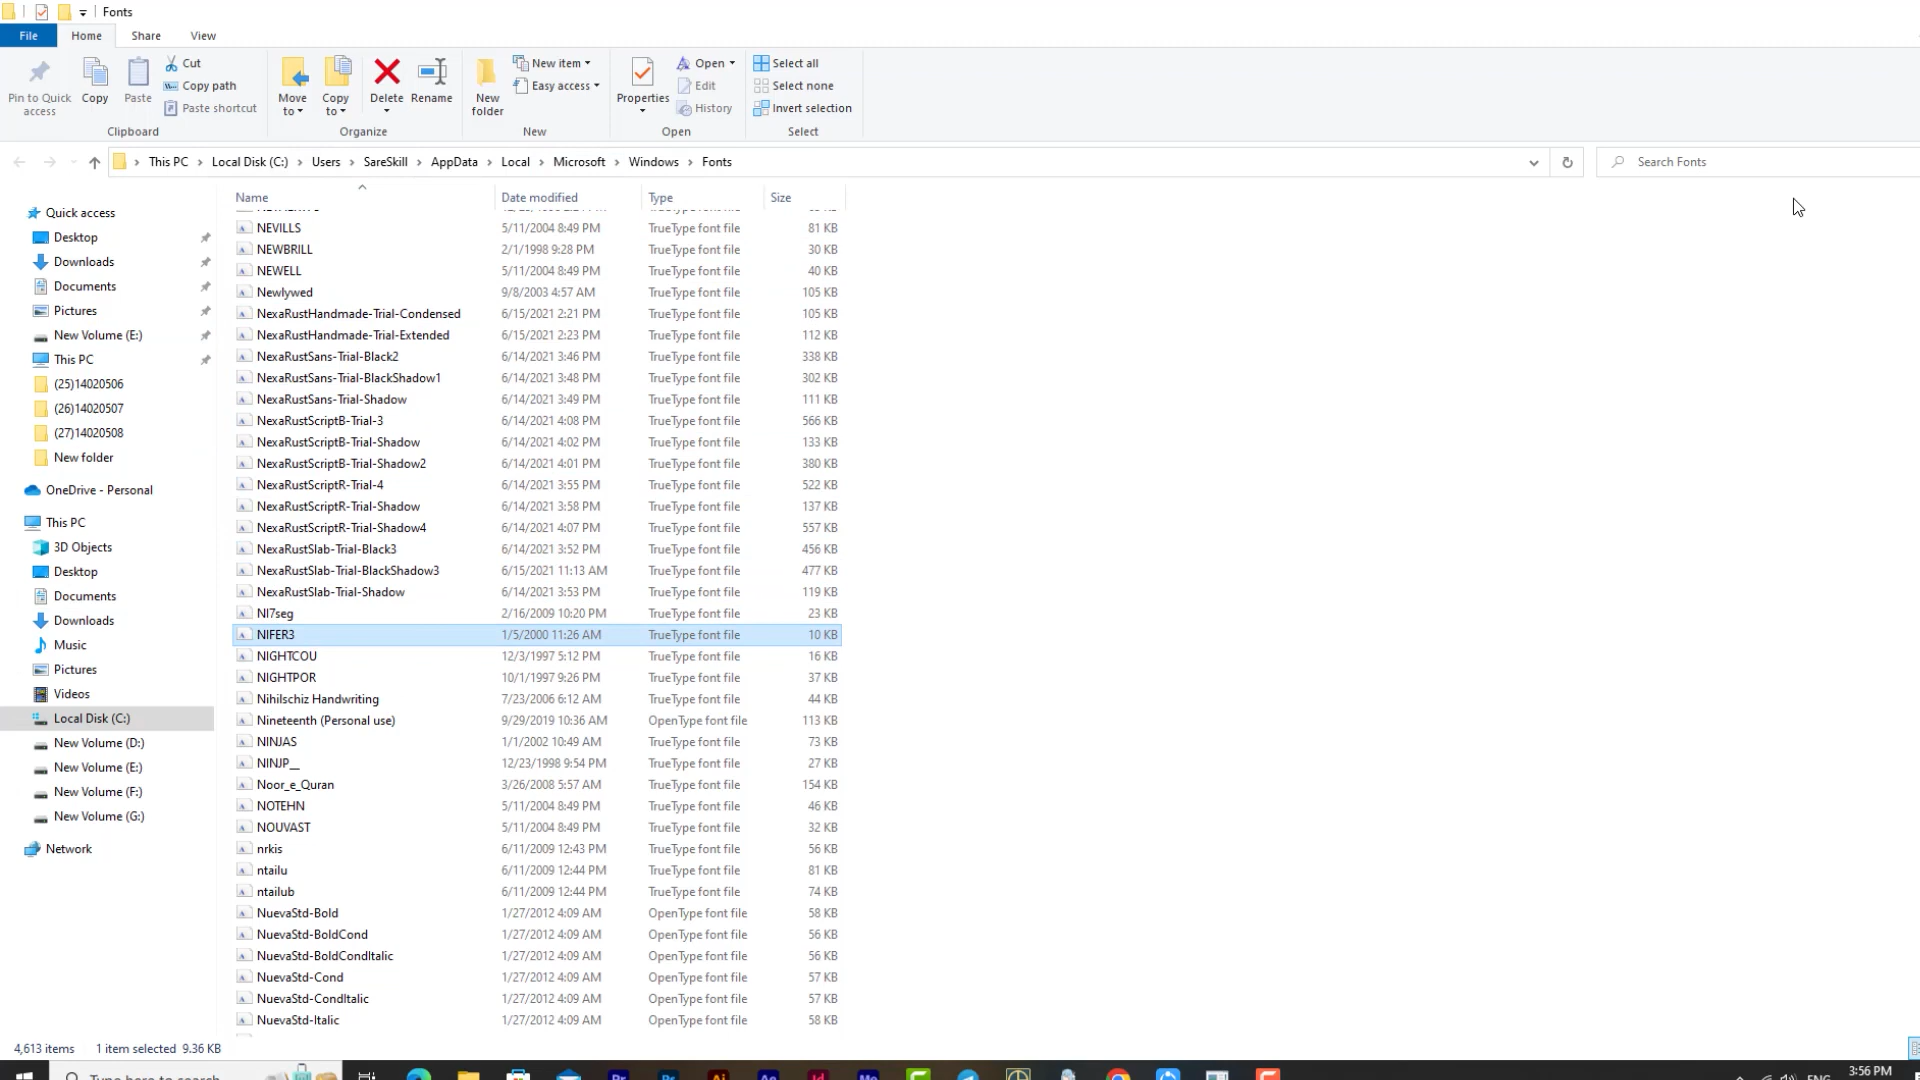 Fonts
File Home Share View
Pin to Quick access
Copy
Paste
Cut
Copy path
Paste shortcut
Move to
Copy to
Delete
Rename
New folder
New item
Easy access
Properties
Open
Edit
History
Select all
Select none
Invert selection
Clipboard Organize New Open Select
This PC Local Disk (C:) Users SareSkill AppData Local Microsoft Windows Fonts
Search Fonts
Quick access
Desktop
Downloads
Documents
Pictures
New Volume (E:)
This PC
(25)14020506
(26)14020507
(27)14020508
New folder
OneDrive - Personal
This PC
3D Objects
Desktop
Documents
Downloads
Music
Pictures
Videos
Local Disk (C:)
New Volume (D:)
New Volume (E:)
New Volume (F:)
New Volume (G:)
Network
Name Date modified Type Size
NEVILLS 5/11/2004 8:49 PM TrueType font file 81 KB
NEWBRILL 2/1/1998 9:28 PM TrueType font file 30 KB
NEWELL 5/11/2004 8:49 PM TrueType font file 40 KB
Newlywed 9/8/2003 4:57 AM TrueType font file 105 KB
NexaRustHandmade-Trial-Condensed 6/15/2021 2:21 PM TrueType font file 105 KB
NexaRustHandmade-Trial-Extended 6/15/2021 2:23 PM TrueType font file 112 KB
NexaRustSans-Trial-Black2 6/14/2021 3:46 PM TrueType font file 338 KB
NexaRustSans-Trial-BlackShadow1 6/14/2021 3:48 PM TrueType font file 302 KB
NexaRustSans-Trial-Shadow 6/14/2021 3:49 PM TrueType font file 111 KB
NexaRustScriptB-Trial-3 6/14/2021 4:08 PM TrueType font file 566 KB
NexaRustScriptB-Trial-Shadow 6/14/2021 4:02 PM TrueType font file 133 KB
NexaRustScriptB-Trial-Shadow2 6/14/2021 4:01 PM TrueType font file 380 KB
NexaRustScriptR-Trial-4 6/14/2021 3:55 PM TrueType font file 522 KB
NexaRustScriptR-Trial-Shadow 6/14/2021 3:58 PM TrueType font file 137 KB
NexaRustScriptR-Trial-Shadow4 6/14/2021 4:07 PM TrueType font file 557 KB
NexaRustSlab-Trial-Black3 6/14/2021 3:52 PM TrueType font file 456 KB
NexaRustSlab-Trial-BlackShadow3 6/15/2021 11:13 AM TrueType font file 477 KB
NexaRustSlab-Trial-Shadow 6/14/2021 3:53 PM TrueType font file 119 KB
NI7seg 2/16/2009 10:20 PM TrueType font file 23 KB
NIFER3 1/5/2000 11:26 AM TrueType font file 10 KB
NIGHTCOU 12/3/1997 5:12 PM TrueType font file 16 KB
NIGHTPOR 10/1/1997 9:26 PM TrueType font file 37 KB
Nihilschiz Handwriting 7/23/2006 6:12 AM TrueType font file 44 KB
Nineteenth (Personal use) 9/29/2019 10:36 AM OpenType font file 113 KB
NINJAS 1/1/2002 10:49 AM TrueType font file 73 KB
NINJP__ 12/23/1998 9:54 PM TrueType font file 27 KB
Noor_e_Quran 3/26/2008 5:57 AM TrueType font file 154 KB
NOTEHN 5/11/2004 8:49 PM TrueType font file 46 KB
NOUVAST 5/11/2004 8:49 PM TrueType font file 32 KB
nrkis 6/11/2009 12:43 PM TrueType font file 56 KB
ntailu 6/11/2009 12:44 PM TrueType font file 81 KB
ntailub 6/11/2009 12:44 PM TrueType font file 74 KB
NuevaStd-Bold 1/27/2012 4:09 AM OpenType font file 58 KB
NuevaStd-BoldCond 1/27/2012 4:09 AM OpenType font file 56 KB
NuevaStd-BoldCondItalic 1/27/2012 4:09 AM OpenType font file 56 KB
NuevaStd-Cond 1/27/2012 4:09 AM OpenType font file 57 KB
NuevaStd-CondItalic 1/27/2012 4:09 AM OpenType font file 57 KB
NuevaStd-Italic 1/27/2012 4:09 AM OpenType font file 58 KB
4,613 items 1 item selected 9.36 KB
Type here to search
ENG
3:56 PM